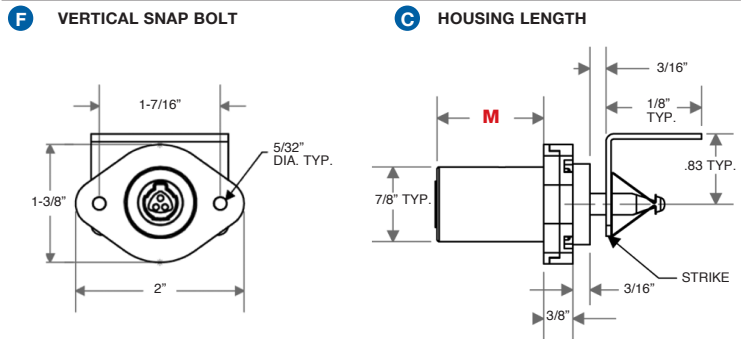 F VERTICAL SNAP BOLT
C HOUSING LENGTH
1-7/16”
5/32”
DIA. TYP.
1-3/8”
2”
3/16”
1/8”
TYP.
M
.83 TYP.
7/8” TYP.
STRIKE
3/16”
3/8”